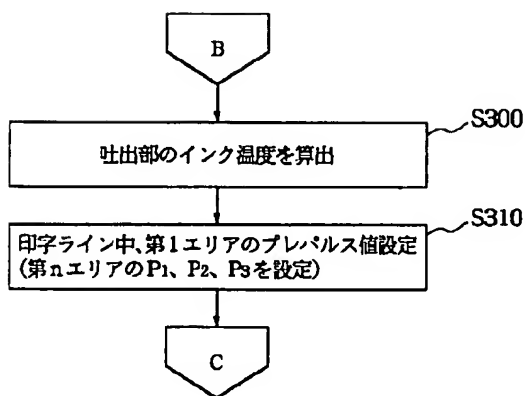 B
S300
吐出部のインク温度を算出
S310
印字ライン中、第1エリアのプレパルス値設定
(第nエリアのP1、P2、P3を設定)
C